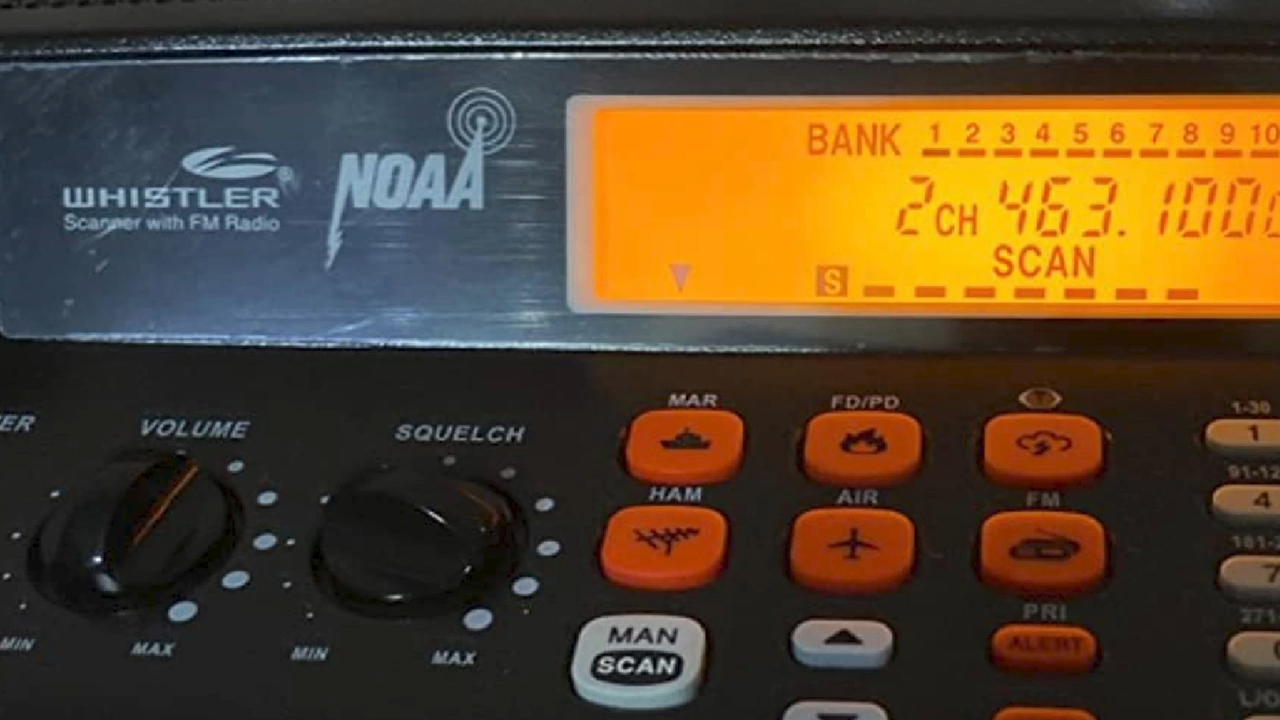 BANK 1 2 3 4 5 6 7 8 9 10
2 CH 463.1000
SCAN
S
WHISTLER
Scanner with FM Radio
NOAA
VOLUME
SQUELCH
MIN
MAX
MIN
MAX
MAR
FD/PD
HAM
AIR
FM
MAN
SCAN
PRI
ALERT
1-30
1
4
7